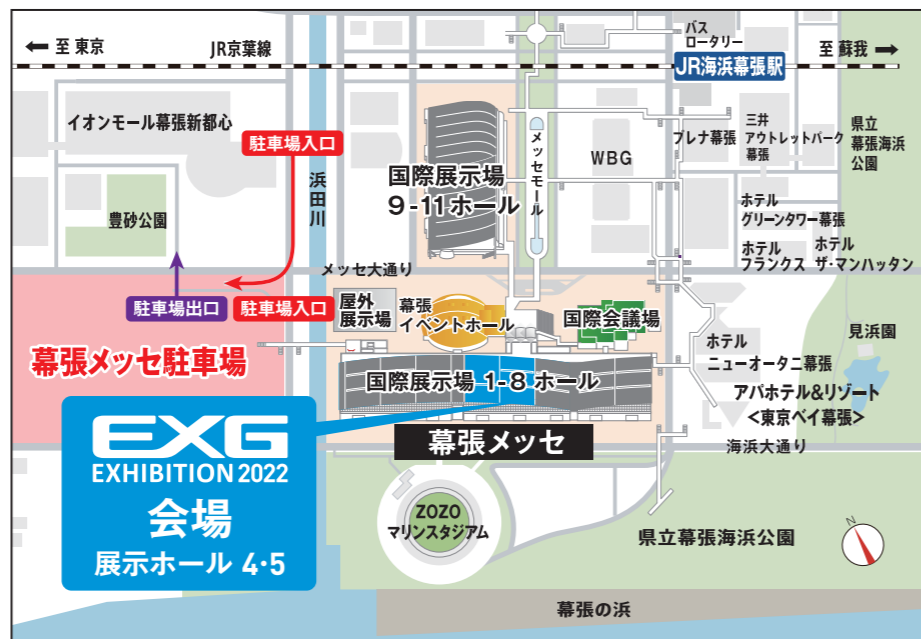 バス
ロータリー
← 至 東京
JR京葉線
至 蘇我 →
JR海浜幕張駅
イオンモール幕張新都心
駐車場入口
浜田川
国際展示場
9-11ホール
メッセモール
WBG
プレナ幕張
三井
アウトレットパーク
幕張
県立
幕張海浜
公園
豊砂公園
ホテル
グリーンタワー幕張
ホテル
フランクス
ホテル
ザ・マンハッタン
メッセ大通り
駐車場出口
駐車場入口
屋外
展示場
幕張
イベントホール
国際会議場
幕張メッセ駐車場
国際展示場 1-8 ホール
ホテル
ニューオータニ幕張
見浜園
アパホテル&リゾート
<東京ベイ幕張>
幕張メッセ
海浜大通り
EXG
EXHIBITION 2022
会場
展示ホール 4・5
ZOZO
マリンスタジアム
県立幕張海浜公園
N
幕張の浜